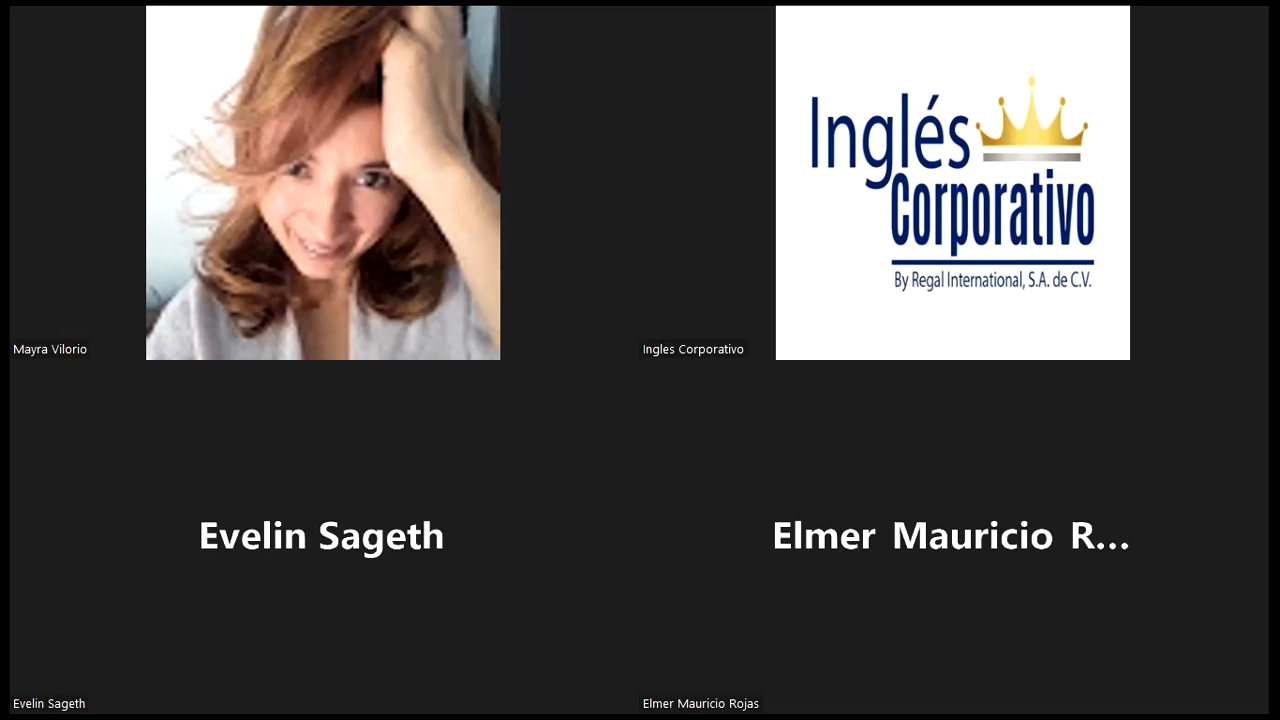 Inglés
Corporativo
By Regal International, S.A. de C.V.
Mayra Vilorio
Ingles Corporativo
Evelin Sageth
Elmer Mauricio R...
Evelin Sageth
Elmer Mauricio Rojas